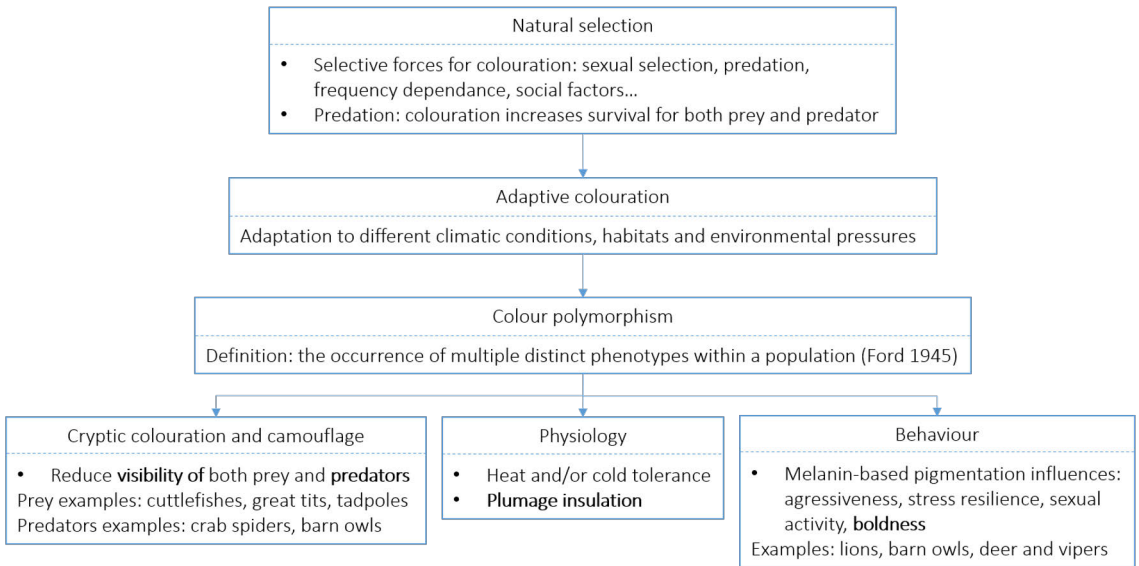 Natural selection
• Selective forces for colouration: sexual selection, predation,
frequency dependance, social factors…
• Predation: colouration increases survival for both prey and predator
Adaptive colouration
Adaptation to different climatic conditions, habitats and environmental pressures
Colour polymorphism
Definition: the occurrence of multiple distinct phenotypes within a population (Ford 1945)
Cryptic colouration and camouflage
• Reduce visibility of both prey and predators
Prey examples: cuttlefishes, great tits, tadpoles
Predators examples: crab spiders, barn owls
Physiology
• Heat and/or cold tolerance
• Plumage insulation
Behaviour
• Melanin-based pigmentation influences:
agressiveness, stress resilience, sexual
activity, boldness
Examples: lions, barn owls, deer and vipers